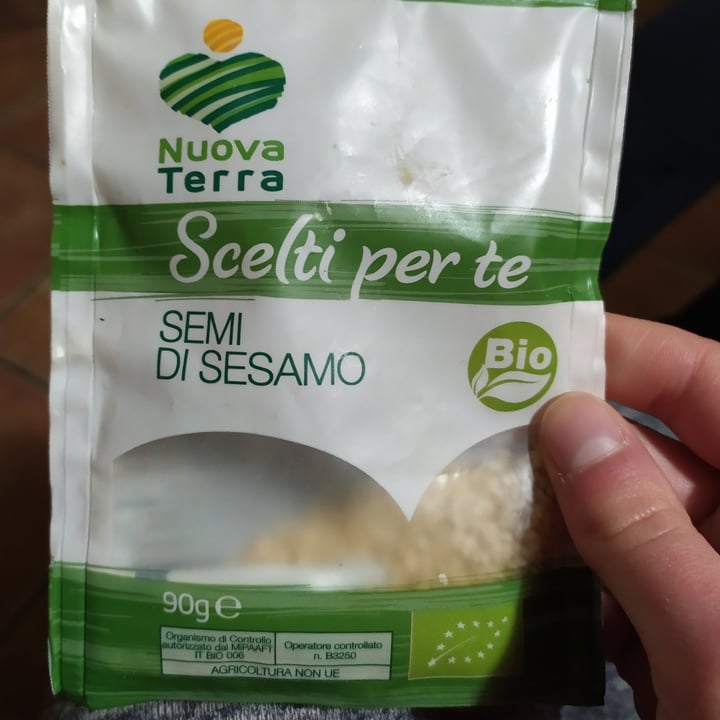 Nuova
Terra
Scelti per te
SEMI
DI SESAMO
Bio
90g ℮
Organismo di Controllo
autorizzato dal MiPAAFT
IT BIO 006
Operatore controllato
n. B3250
AGRICOLTURA NON UE